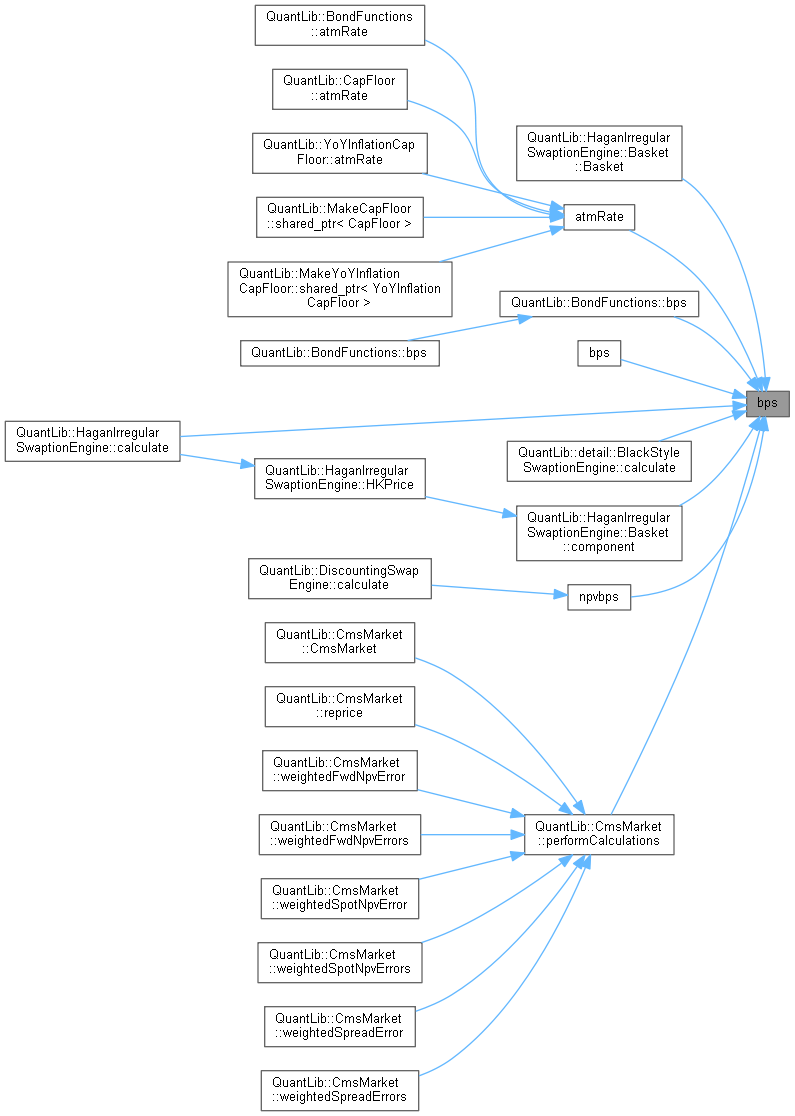 QuantLib::BondFunctions
::atmRate
QuantLib::CapFloor
::atmRate
QuantLib::YoYInflationCap
Floor::atmRate
QuantLib::MakeCapFloor
::shared_ptr< CapFloor >
QuantLib::MakeYoYInflation
CapFloor::shared_ptr< YoYInflation
CapFloor >
QuantLib::HaganIrregular
SwaptionEngine::Basket
::Basket
atmRate
QuantLib::BondFunctions::bps
QuantLib::BondFunctions::bps
bps
bps
QuantLib::HaganIrregular
SwaptionEngine::calculate
QuantLib::detail::BlackStyle
SwaptionEngine::calculate
QuantLib::HaganIrregular
SwaptionEngine::HKPrice
QuantLib::HaganIrregular
SwaptionEngine::Basket
::component
QuantLib::DiscountingSwap
Engine::calculate
npvbps
QuantLib::CmsMarket
::CmsMarket
QuantLib::CmsMarket
::reprice
QuantLib::CmsMarket
::weightedFwdNpvError
QuantLib::CmsMarket
::weightedFwdNpvErrors
QuantLib::CmsMarket
::performCalculations
QuantLib::CmsMarket
::weightedSpotNpvError
QuantLib::CmsMarket
::weightedSpotNpvErrors
QuantLib::CmsMarket
::weightedSpreadError
QuantLib::CmsMarket
::weightedSpreadErrors